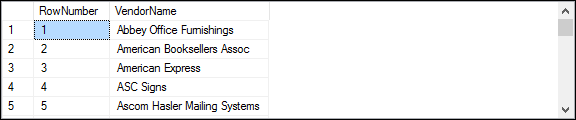 RowNumber VendorName
1 1 Abbey Office Furnishings
2 2 American Booksellers Assoc
3 3 American Express
4 4 ASC Signs
5 5 Ascom Hasler Mailing Systems